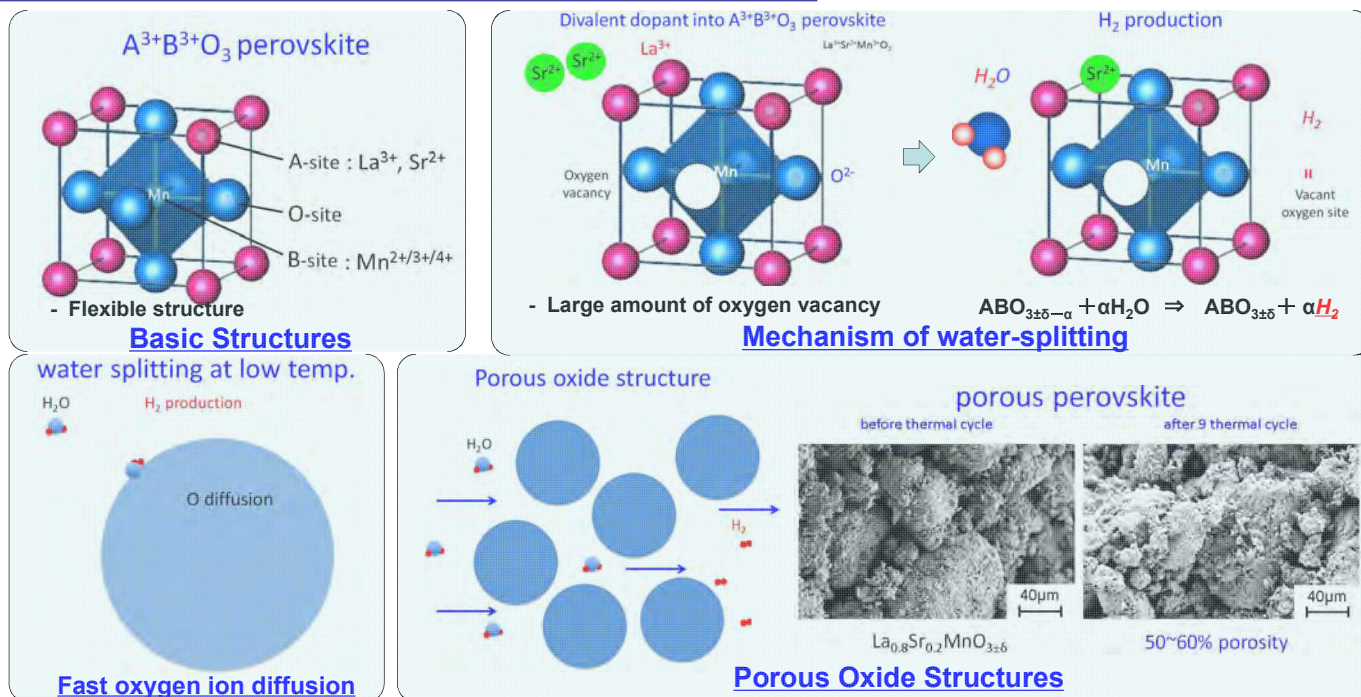 A³⁺B³⁺O₃ perovskite
A-site : La³⁺, Sr²⁺
Mn
O-site
B-site : Mn²⁺/³⁺/⁴⁺
- Flexible structure
Basic Structures
Divalent dopant into A³⁺B³⁺O₃ perovskite
Sr²⁺
Sr²⁺
La³⁺
La³⁺Sr²⁺Mn³⁺O₃
Oxygen
vacancy
Mn
O²⁻
- Large amount of oxygen vacancy
H₂ production
H₂O
Sr²⁺
Mn
H₂
=
Vacant
oxygen site
ABO₃±δ−α +αH₂O ⇒ ABO₃±δ + αH₂
Mechanism of water-splitting
water splitting at low temp.
H₂O
H₂ production
O diffusion
Fast oxygen ion diffusion
Porous oxide structure
H₂O
H₂
porous perovskite
before thermal cycle
after 9 thermal cycle
40μm
40μm
La₀.₈Sr₀.₂MnO₃±δ
50~60% porosity
Porous Oxide Structures